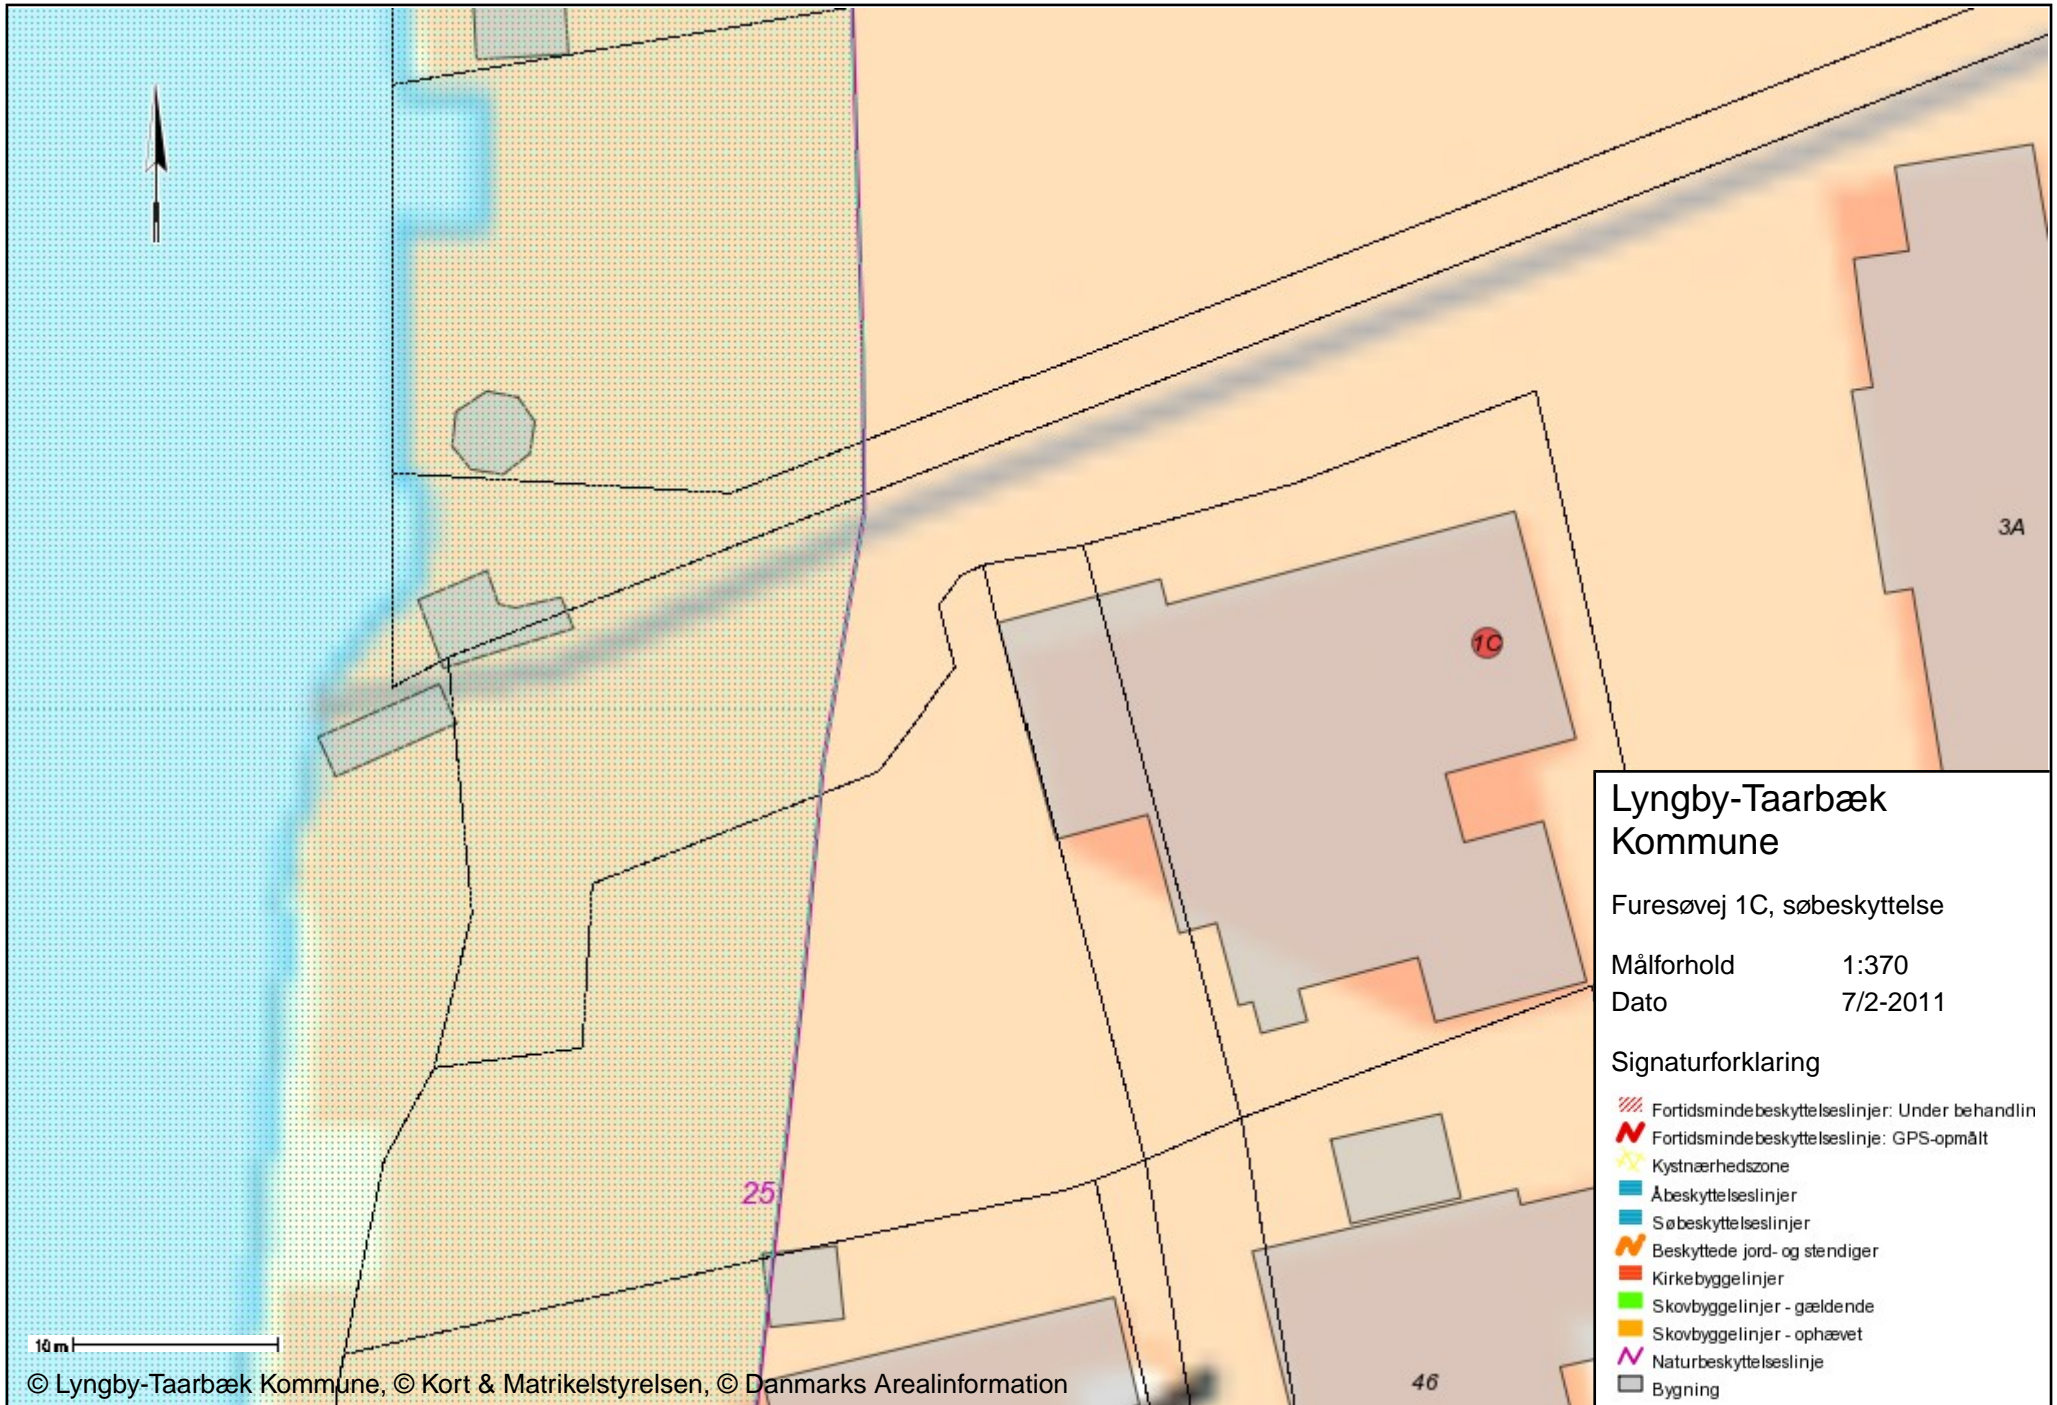 3A
1C
Lyngby-Taarbæk
Kommune
Furesøvej 1C, søbeskyttelse
Målforhold 1:370
Dato 7/2-2011
Signaturforklaring
Fortidsmindebeskyttelseslinjer: Under behandlin
Fortidsmindebeskyttelseslinje: GPS-opmålt
Kystnærhedszone
Åbeskyttelseslinjer
Søbeskyttelseslinjer
Beskyttede jord- og stendiger
Kirkebyggelinjer
Skovbyggelinjer - gældende
Skovbyggelinjer - ophævet
Naturbeskyttelseslinje
Bygning
25
46
10 m
© Lyngby-Taarbæk Kommune, © Kort & Matrikelstyrelsen, © Danmarks Arealinformation